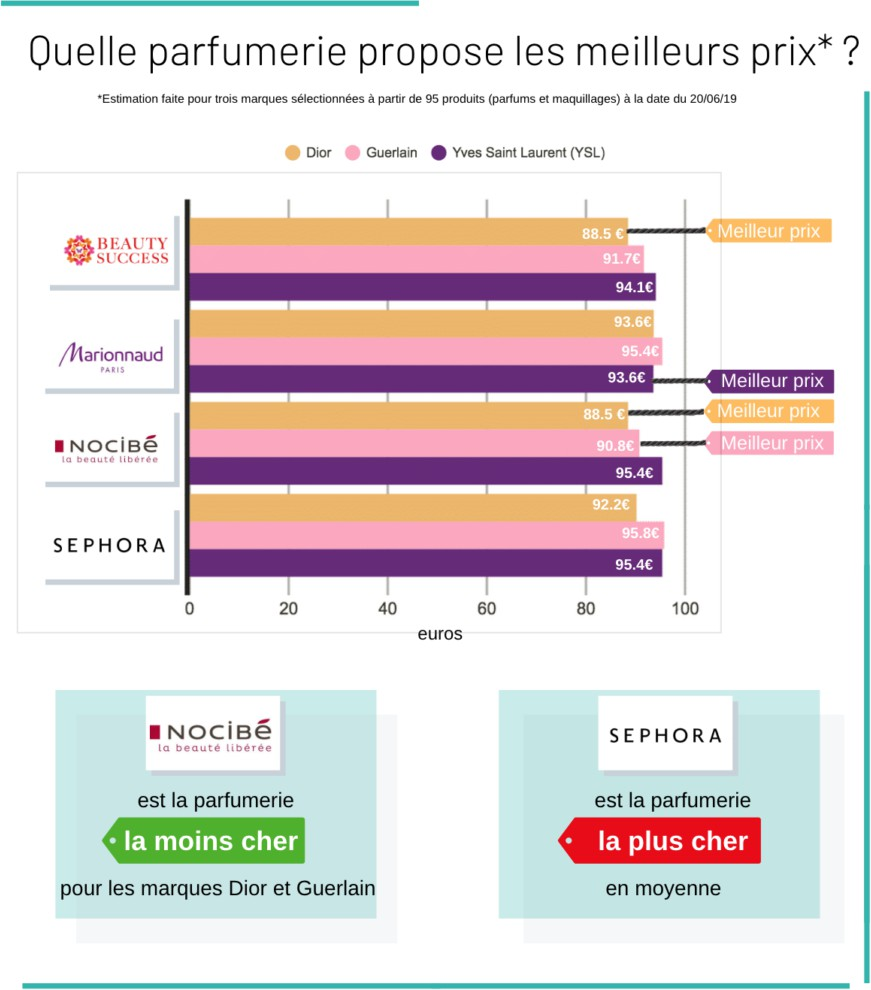 Quelle parfumerie propose les meilleurs prix* ?
*Estimation faite pour trois marques sélectionnées à partir de 95 produits (parfums et maquillages) à la date du 20/06/19
Dior Guerlain Yves Saint Laurent (YSL)
BEAUTY
SUCCESS
88.5 € Meilleur prix
91.7€
94.1€
Marionnaud
PARIS
93.6€
95.4€
93.6€ Meilleur prix
NOCIBÉ
la beauté libérée
88.5 € Meilleur prix
90.8€ Meilleur prix
95.4€
SEPHORA
92.2€
95.8€
95.4€
0 20 40 60 80 100
euros
NOCIBÉ
la beauté libérée
est la parfumerie
la moins cher
pour les marques Dior et Guerlain
SEPHORA
est la parfumerie
la plus cher
en moyenne